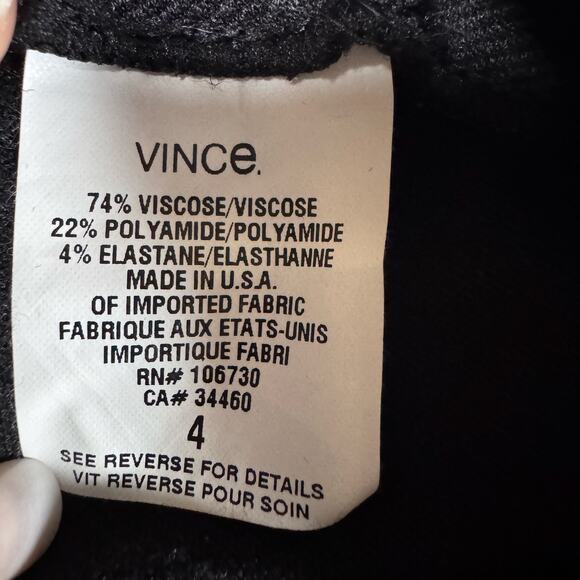 VINCe.
74% VISCOSE/VISCOSE
22% POLYAMIDE/POLYAMIDE
4% ELASTANE/ELASTHANNE
MADE IN U.S.A.
OF IMPORTED FABRIC
FABRIQUE AUX ETATS-UNIS
IMPORTIQUE FABRI
RN# 106730
CA# 34460
4
SEE REVERSE FOR DETAILS
VIT REVERSE POUR SOIN